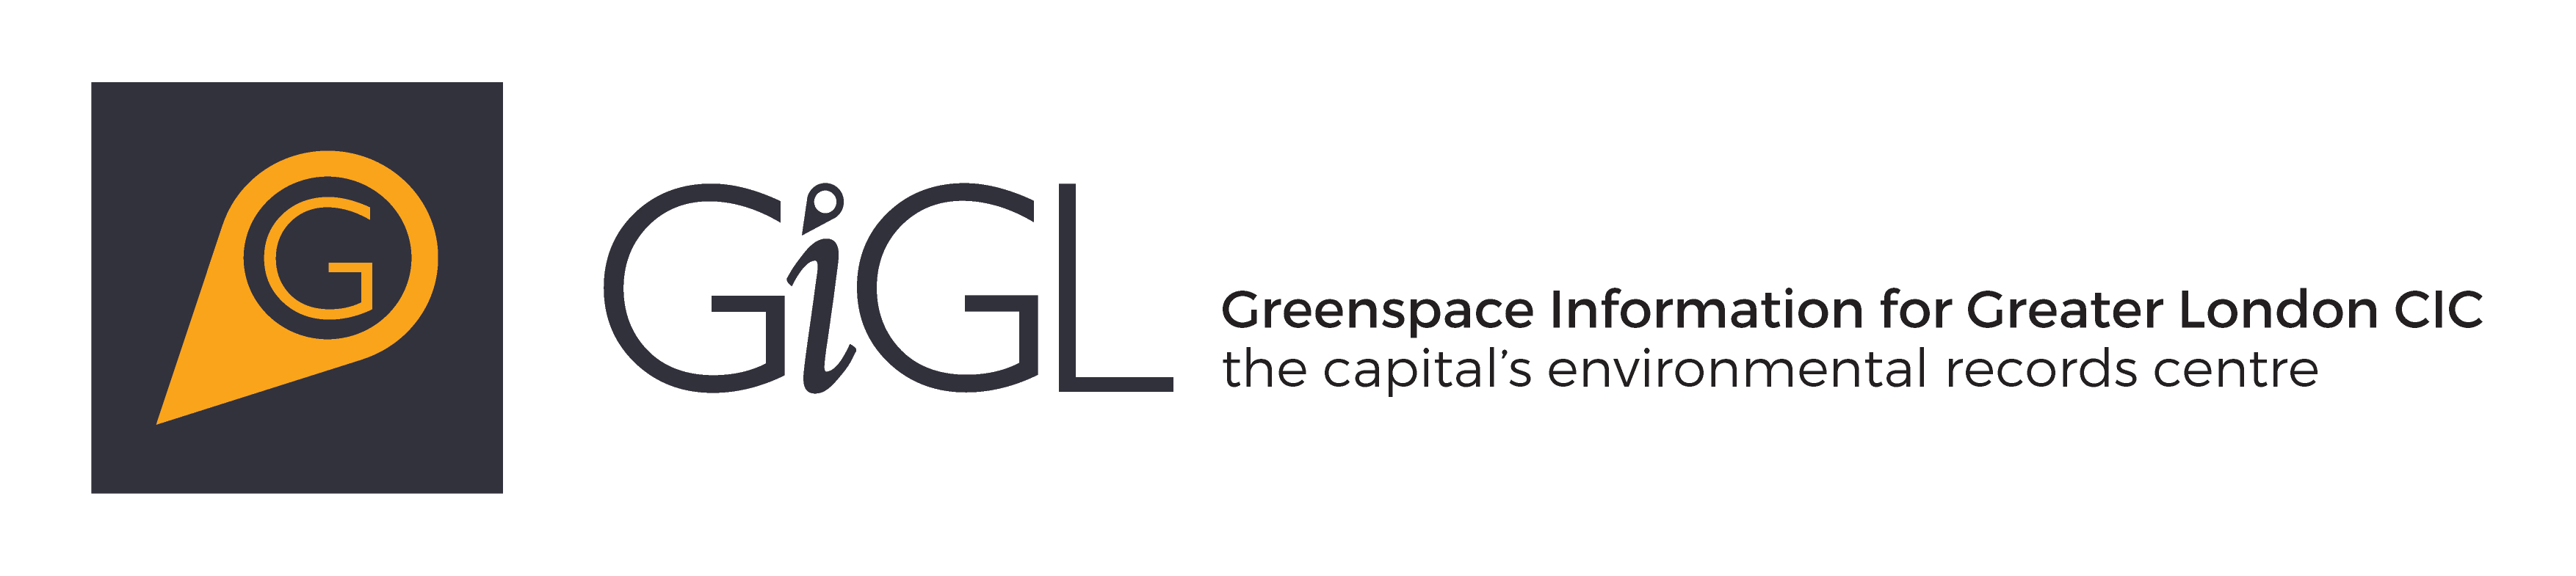 G
GiGL
Greenspace Information for Greater London CIC
the capital’s environmental records centre